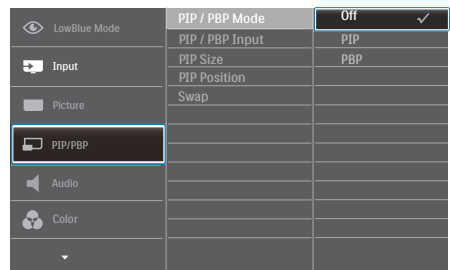 LowBlue Mode
Input
Picture
PIP/PBP
Audio
Color
PIP / PBP Mode
PIP / PBP Input
PIP Size
PIP Position
Swap
Off
PIP
PBP